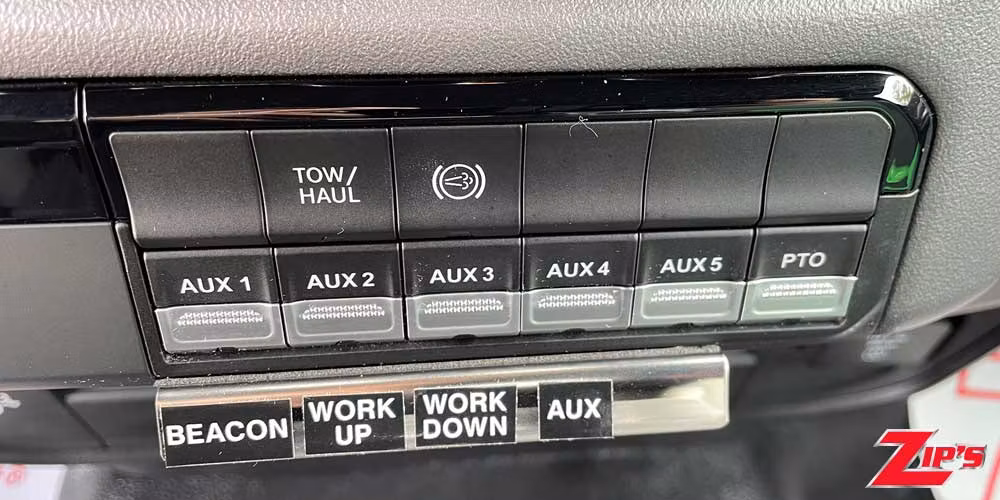 TOW/
HAUL
AUX 1 AUX 2 AUX 3 AUX 4 AUX 5 PTO
BEACON
WORK
UP
WORK
DOWN
AUX
ZIP'S